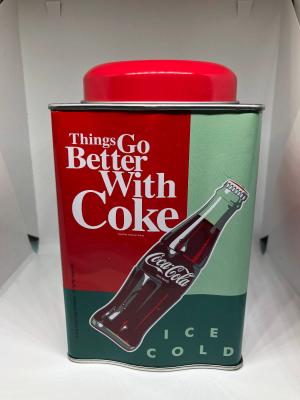 Things Go
Better
With
Coke
Coca-Cola
ICE
COLD